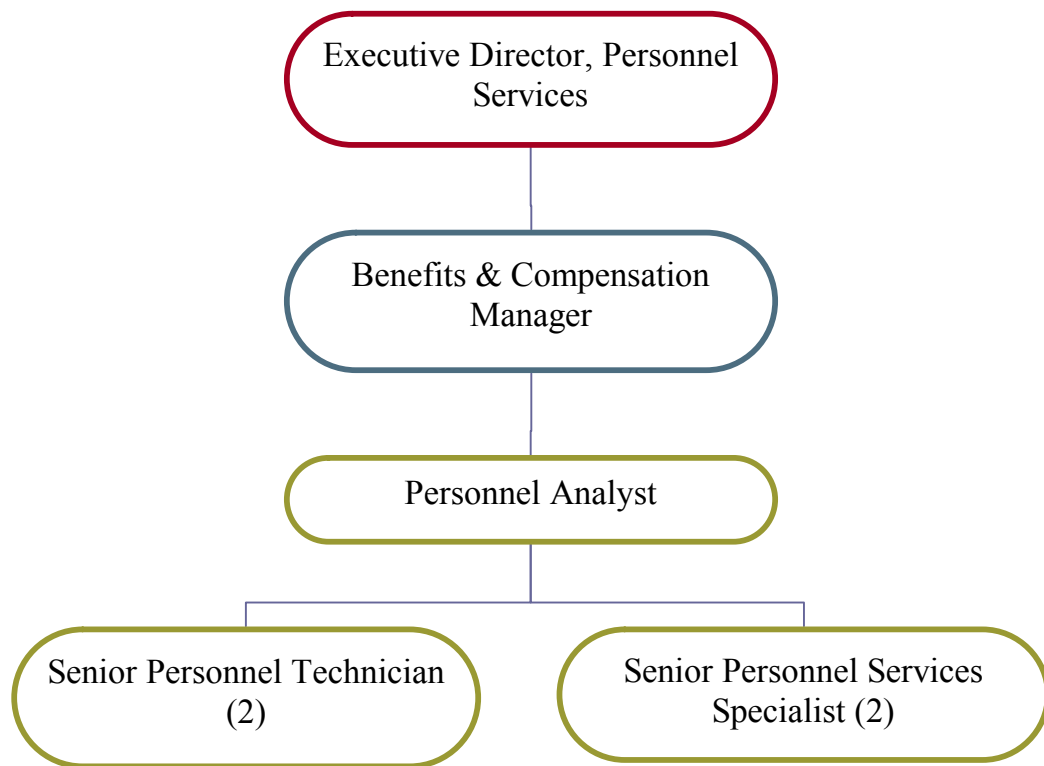 Executive Director, Personnel
Services
Benefits & Compensation
Manager
Personnel Analyst
Senior Personnel Technician
(2)
Senior Personnel Services
Specialist (2)